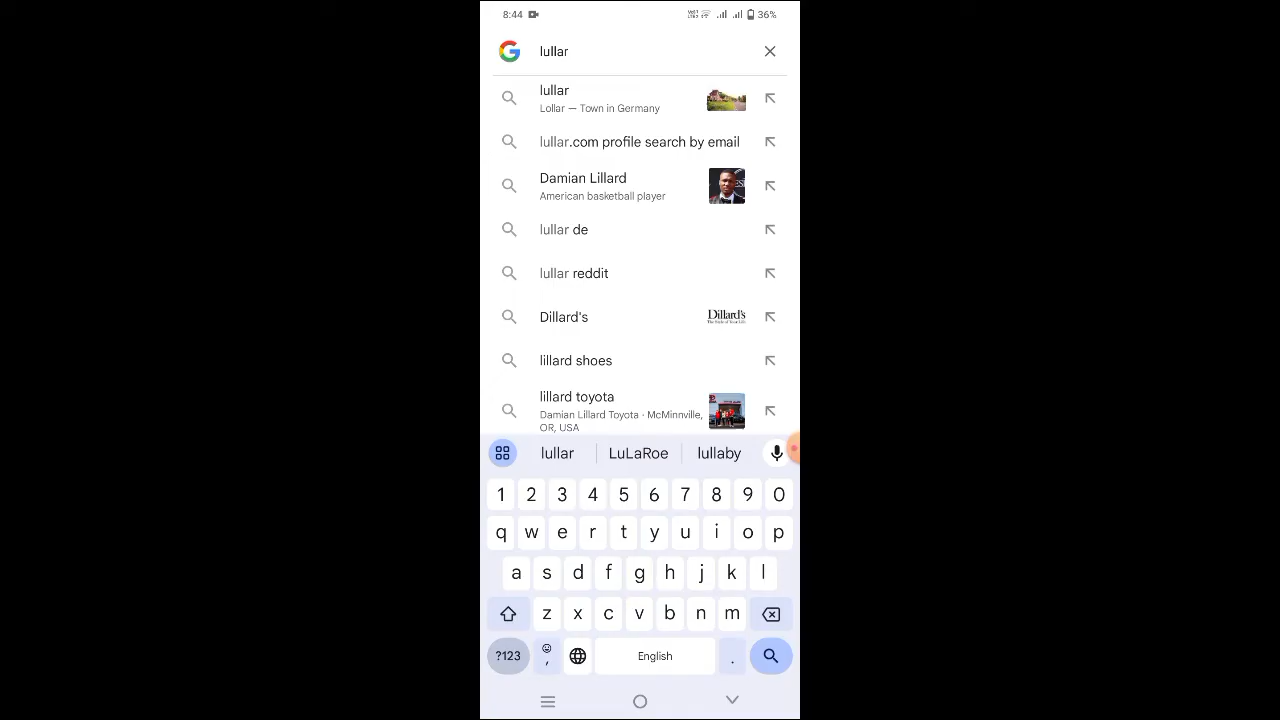 8:44 36%
lullar
lullar
Lollar — Town in Germany
lullar.com profile search by email
Damian Lillard
American basketball player
lullar de
lullar reddit
Dillard's
Dillard's
lillard shoes
lillard toyota
Damian Lillard Toyota · McMinnville,
OR, USA
lullar LuLaRoe lullaby
1 2 3 4 5 6 7 8 9 0
q w e r t y u i o p
a s d f g h j k l
z x c v b n m
?123 , English .